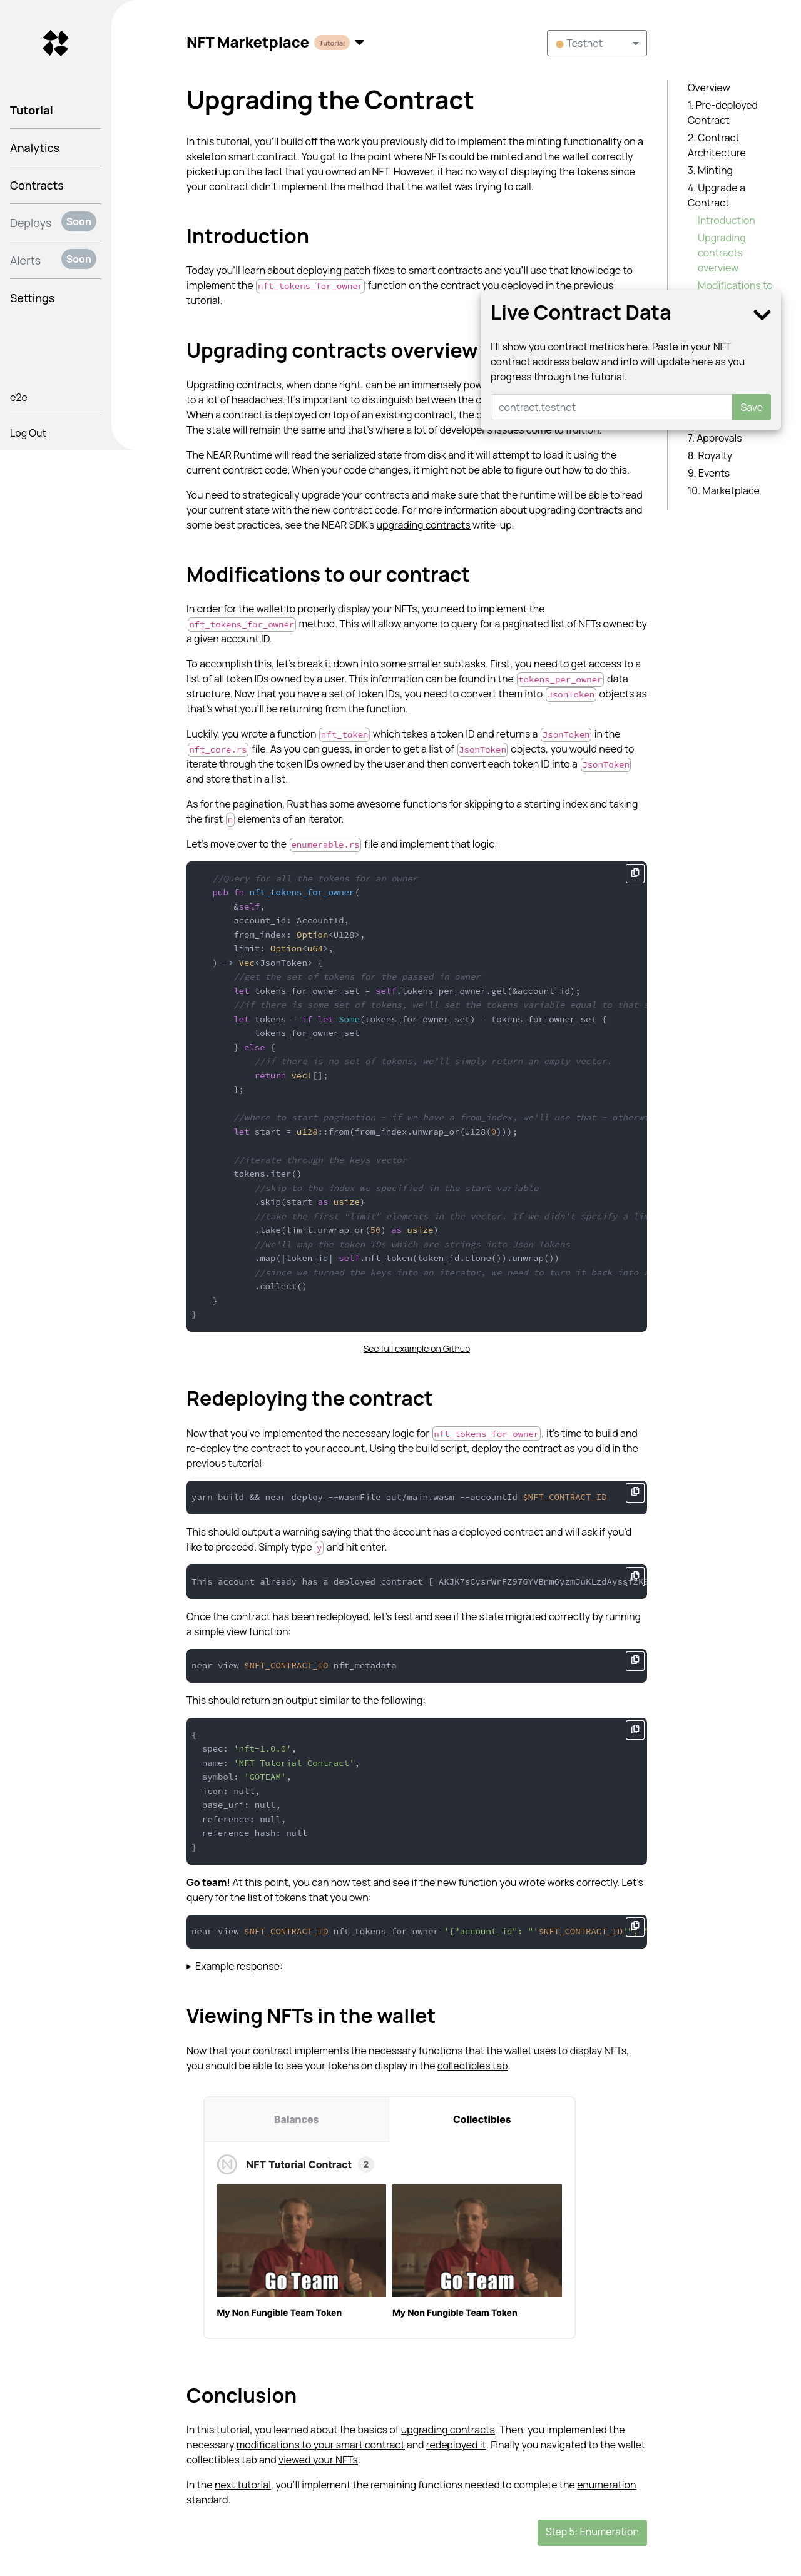 Tutorial
Analytics
Contracts
Deploys Soon
Alerts Soon
Settings
e2e
Log Out
NFT Marketplace Tutorial
Testnet
Upgrading the Contract
In this tutorial, you'll build off the work you previously did to implement the minting functionality on a
skeleton smart contract. You got to the point where NFTs could be minted and the wallet correctly
picked up on the fact that you owned an NFT. However, it had no way of displaying the tokens since
your contract didn't implement the method that the wallet was trying to call.
Introduction
Today you'll learn about deploying patch fixes to smart contracts and you'll use that knowledge to
implement the nft_tokens_for_owner function on the contract you deployed in the previous
tutorial.
Upgrading contracts overview
Upgrading contracts, when done right, can be an immensely pow
to a lot of headaches. It's important to distinguish between the c
When a contract is deployed on top of an existing contract, the
The state will remain the same and that's where a lot of developer's issues come to fruition.
The NEAR Runtime will read the serialized state from disk and it will attempt to load it using the
current contract code. When your code changes, it might not be able to figure out how to do this.
You need to strategically upgrade your contracts and make sure that the runtime will be able to read
your current state with the new contract code. For more information about upgrading contracts and
some best practices, see the NEAR SDK's upgrading contracts write-up.
Modifications to our contract
In order for the wallet to properly display your NFTs, you need to implement the
nft_tokens_for_owner method. This will allow anyone to query for a paginated list of NFTs owned by
a given account ID.
To accomplish this, let's break it down into some smaller subtasks. First, you need to get access to a
list of all token IDs owned by a user. This information can be found in the tokens_per_owner data
structure. Now that you have a set of token IDs, you need to convert them into JsonToken objects as
that's what you'll be returning from the function.
Luckily, you wrote a function nft_token which takes a token ID and returns a JsonToken in the
nft_core.rs file. As you can guess, in order to get a list of JsonToken objects, you would need to
iterate through the token IDs owned by the user and then convert each token ID into a JsonToken
and store that in a list.
As for the pagination, Rust has some awesome functions for skipping to a starting index and taking
the first n elements of an iterator.
Let's move over to the enumerable.rs file and implement that logic:
//Query for all the tokens for an owner
pub fn nft_tokens_for_owner(
&self,
account_id: AccountId,
from_index: Option<U128>,
limit: Option<u64>,
) -> Vec<JsonToken> {
//get the set of tokens for the passed in owner
let tokens_for_owner_set = self.tokens_per_owner.get(&account_id);
//if there is some set of tokens, we'll set the tokens variable equal to that s
let tokens = if let Some(tokens_for_owner_set) = tokens_for_owner_set {
tokens_for_owner_set
} else {
//if there is no set of tokens, we'll simply return an empty vector.
return vec![];
};
//where to start pagination - if we have a from_index, we'll use that - otherw
let start = u128::from(from_index.unwrap_or(U128(0)));
//iterate through the keys vector
tokens.iter()
//skip to the index we specified in the start variable
.skip(start as usize)
//take the first "limit" elements in the vector. If we didn't specify a li
.take(limit.unwrap_or(50) as usize)
//we'll map the token IDs which are strings into Json Tokens
.map(|token_id| self.nft_token(token_id.clone()).unwrap())
//since we turned the keys into an iterator, we need to turn it back into a
.collect()
}
}
See full example on Github
Redeploying the contract
Now that you've implemented the necessary logic for nft_tokens_for_owner, it's time to build and
re-deploy the contract to your account. Using the build script, deploy the contract as you did in the
previous tutorial:
yarn build && near deploy --wasmFile out/main.wasm --accountId $NFT_CONTRACT_ID
This should output a warning saying that the account has a deployed contract and will ask if you'd
like to proceed. Simply type y and hit enter.
This account already has a deployed contract [
Once the contract has been redeployed, let's test and see if the state migrated correctly by running
a simple view function:
near view $NFT_CONTRACT_ID nft_metadata
This should return an output similar to the following:
{
spec: 'nft-1.0.0',
name: 'NFT Tutorial Contract',
symbol: 'GOTEAM',
icon: null,
base_uri: null,
reference: null,
reference_hash: null
}
Go team! At this point, you can now test and see if the new function you wrote works correctly. Let's
query for the list of tokens that you own:
near view $NFT_CONTRACT_ID nft_tokens_for_owner '{"account_id": "'$NFT_CONTRACT_ID'"
Example response:
Viewing NFTs in the wallet
Now that your contract implements the necessary functions that the wallet uses to display NFTs,
you should be able to see your tokens on display in the collectibles tab.
Balances Collectibles
NFT Tutorial Contract 2
Go Team Go Team
My Non Fungible Team Token My Non Fungible Team Token
Conclusion
In this tutorial, you learned about the basics of upgrading contracts. Then, you implemented the
necessary modifications to your smart contract and redeployed it. Finally you navigated to the wallet
collectibles tab and viewed your NFTs.
In the next tutorial, you'll implement the remaining functions needed to complete the enumeration
standard.
Step 5: Enumeration
Overview
1. Pre-deployed
Contract
2. Contract
Architecture
3. Minting
4. Upgrade a
Contract
Introduction
Upgrading
contracts
overview
Modifications to
Live Contract Data
I'll show you contract metrics here. Paste in your NFT
contract address below and info will update here as you
progress through the tutorial.
contract.testnet Save
7. Approvals
8. Royalty
9. Events
10. Marketplace